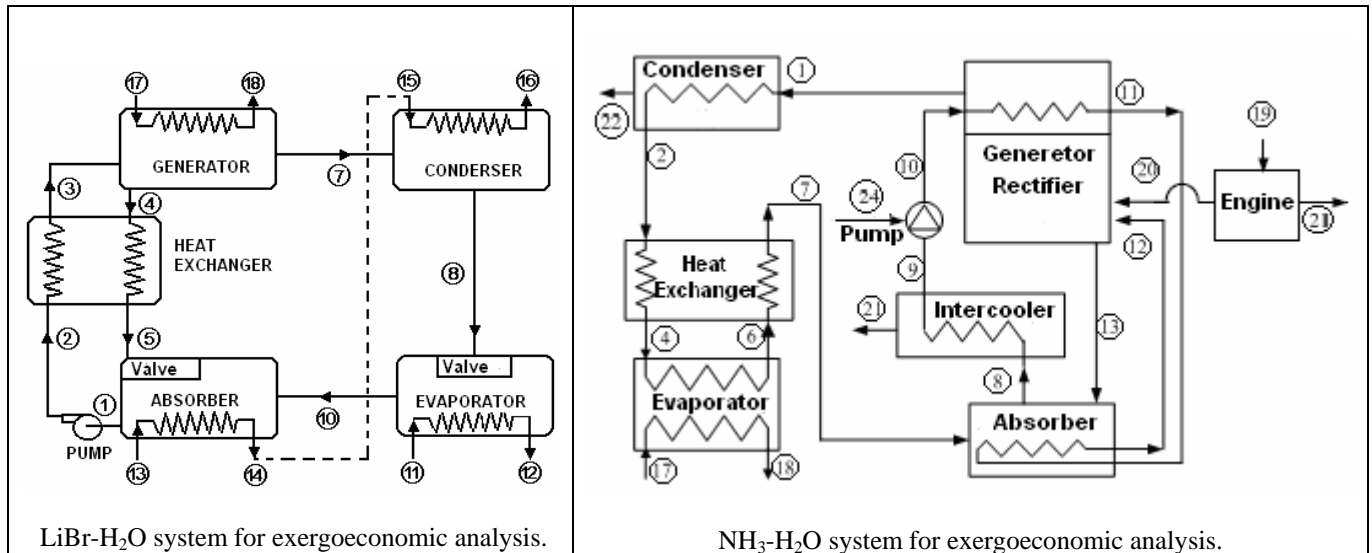 ⑰ ⑱ ⑮ ⑯
GENERATOR
CONDERSER
⑦
③ ④
HEAT
EXCHANGER
⑧
② ⑤
Valve
Valve
①
ABSORBER
⑩
EVAPORATOR
PUMP
⑬ ⑭ ⑪ ⑫
LiBr-H₂O system for exergoeconomic analysis.
Condenser
①
⑪
㉒
②
⑲
Generetor
Rectifier
⑩
⑳
⑦
Engine
㉔
Pump
⑫
㉑
Heat
Exchanger
⑨
Intercooler
㉑
⑬
④ ⑥
⑧
Evaporator
Absorber
⑰ ⑱
NH₃-H₂O system for exergoeconomic analysis.